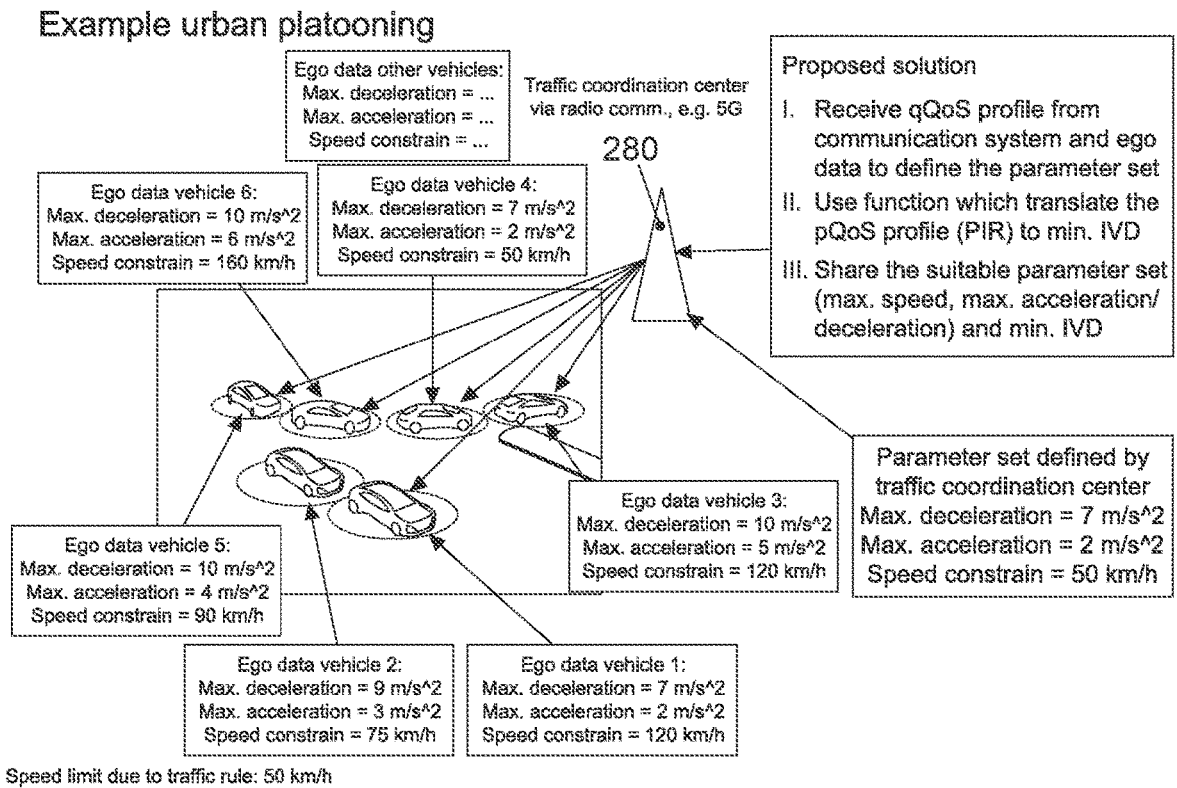 Example urban platooning
Ego data other vehicles:
Max. deceleration = ...
Max. acceleration = ...
Speed constrain = ...
Traffic coordination center
via radio comm., e.g. 5G
280
Proposed solution
I. Receive qQoS profile from
communication system and ego
data to define the parameter set
II. Use function which translate the
pQoS profile (PIR) to min. IVD
III. Share the suitable parameter set
(max. speed, max. acceleration/
deceleration) and min. IVD
Ego data vehicle 6:
Max. deceleration = 10 m/s^2
Max. acceleration = 6 m/s^2
Speed constrain = 160 km/h
Ego data vehicle 4:
Max. deceleration = 7 m/s^2
Max. acceleration = 2 m/s^2
Speed constrain = 50 km/h
Parameter set defined by
traffic coordination center
Max. deceleration = 7 m/s^2
Max. acceleration = 2 m/s^2
Speed constrain = 50 km/h
Ego data vehicle 3:
Max. deceleration = 10 m/s^2
Max. acceleration = 5 m/s^2
Speed constrain = 120 km/h
Ego data vehicle 5:
Max. deceleration = 10 m/s^2
Max. acceleration = 4 m/s^2
Speed constrain = 90 km/h
Ego data vehicle 2:
Max. deceleration = 9 m/s^2
Max. acceleration = 3 m/s^2
Speed constrain = 75 km/h
Ego data vehicle 1:
Max. deceleration = 7 m/s^2
Max. acceleration = 2 m/s^2
Speed constrain = 120 km/h
Speed limit due to traffic rule: 50 km/h